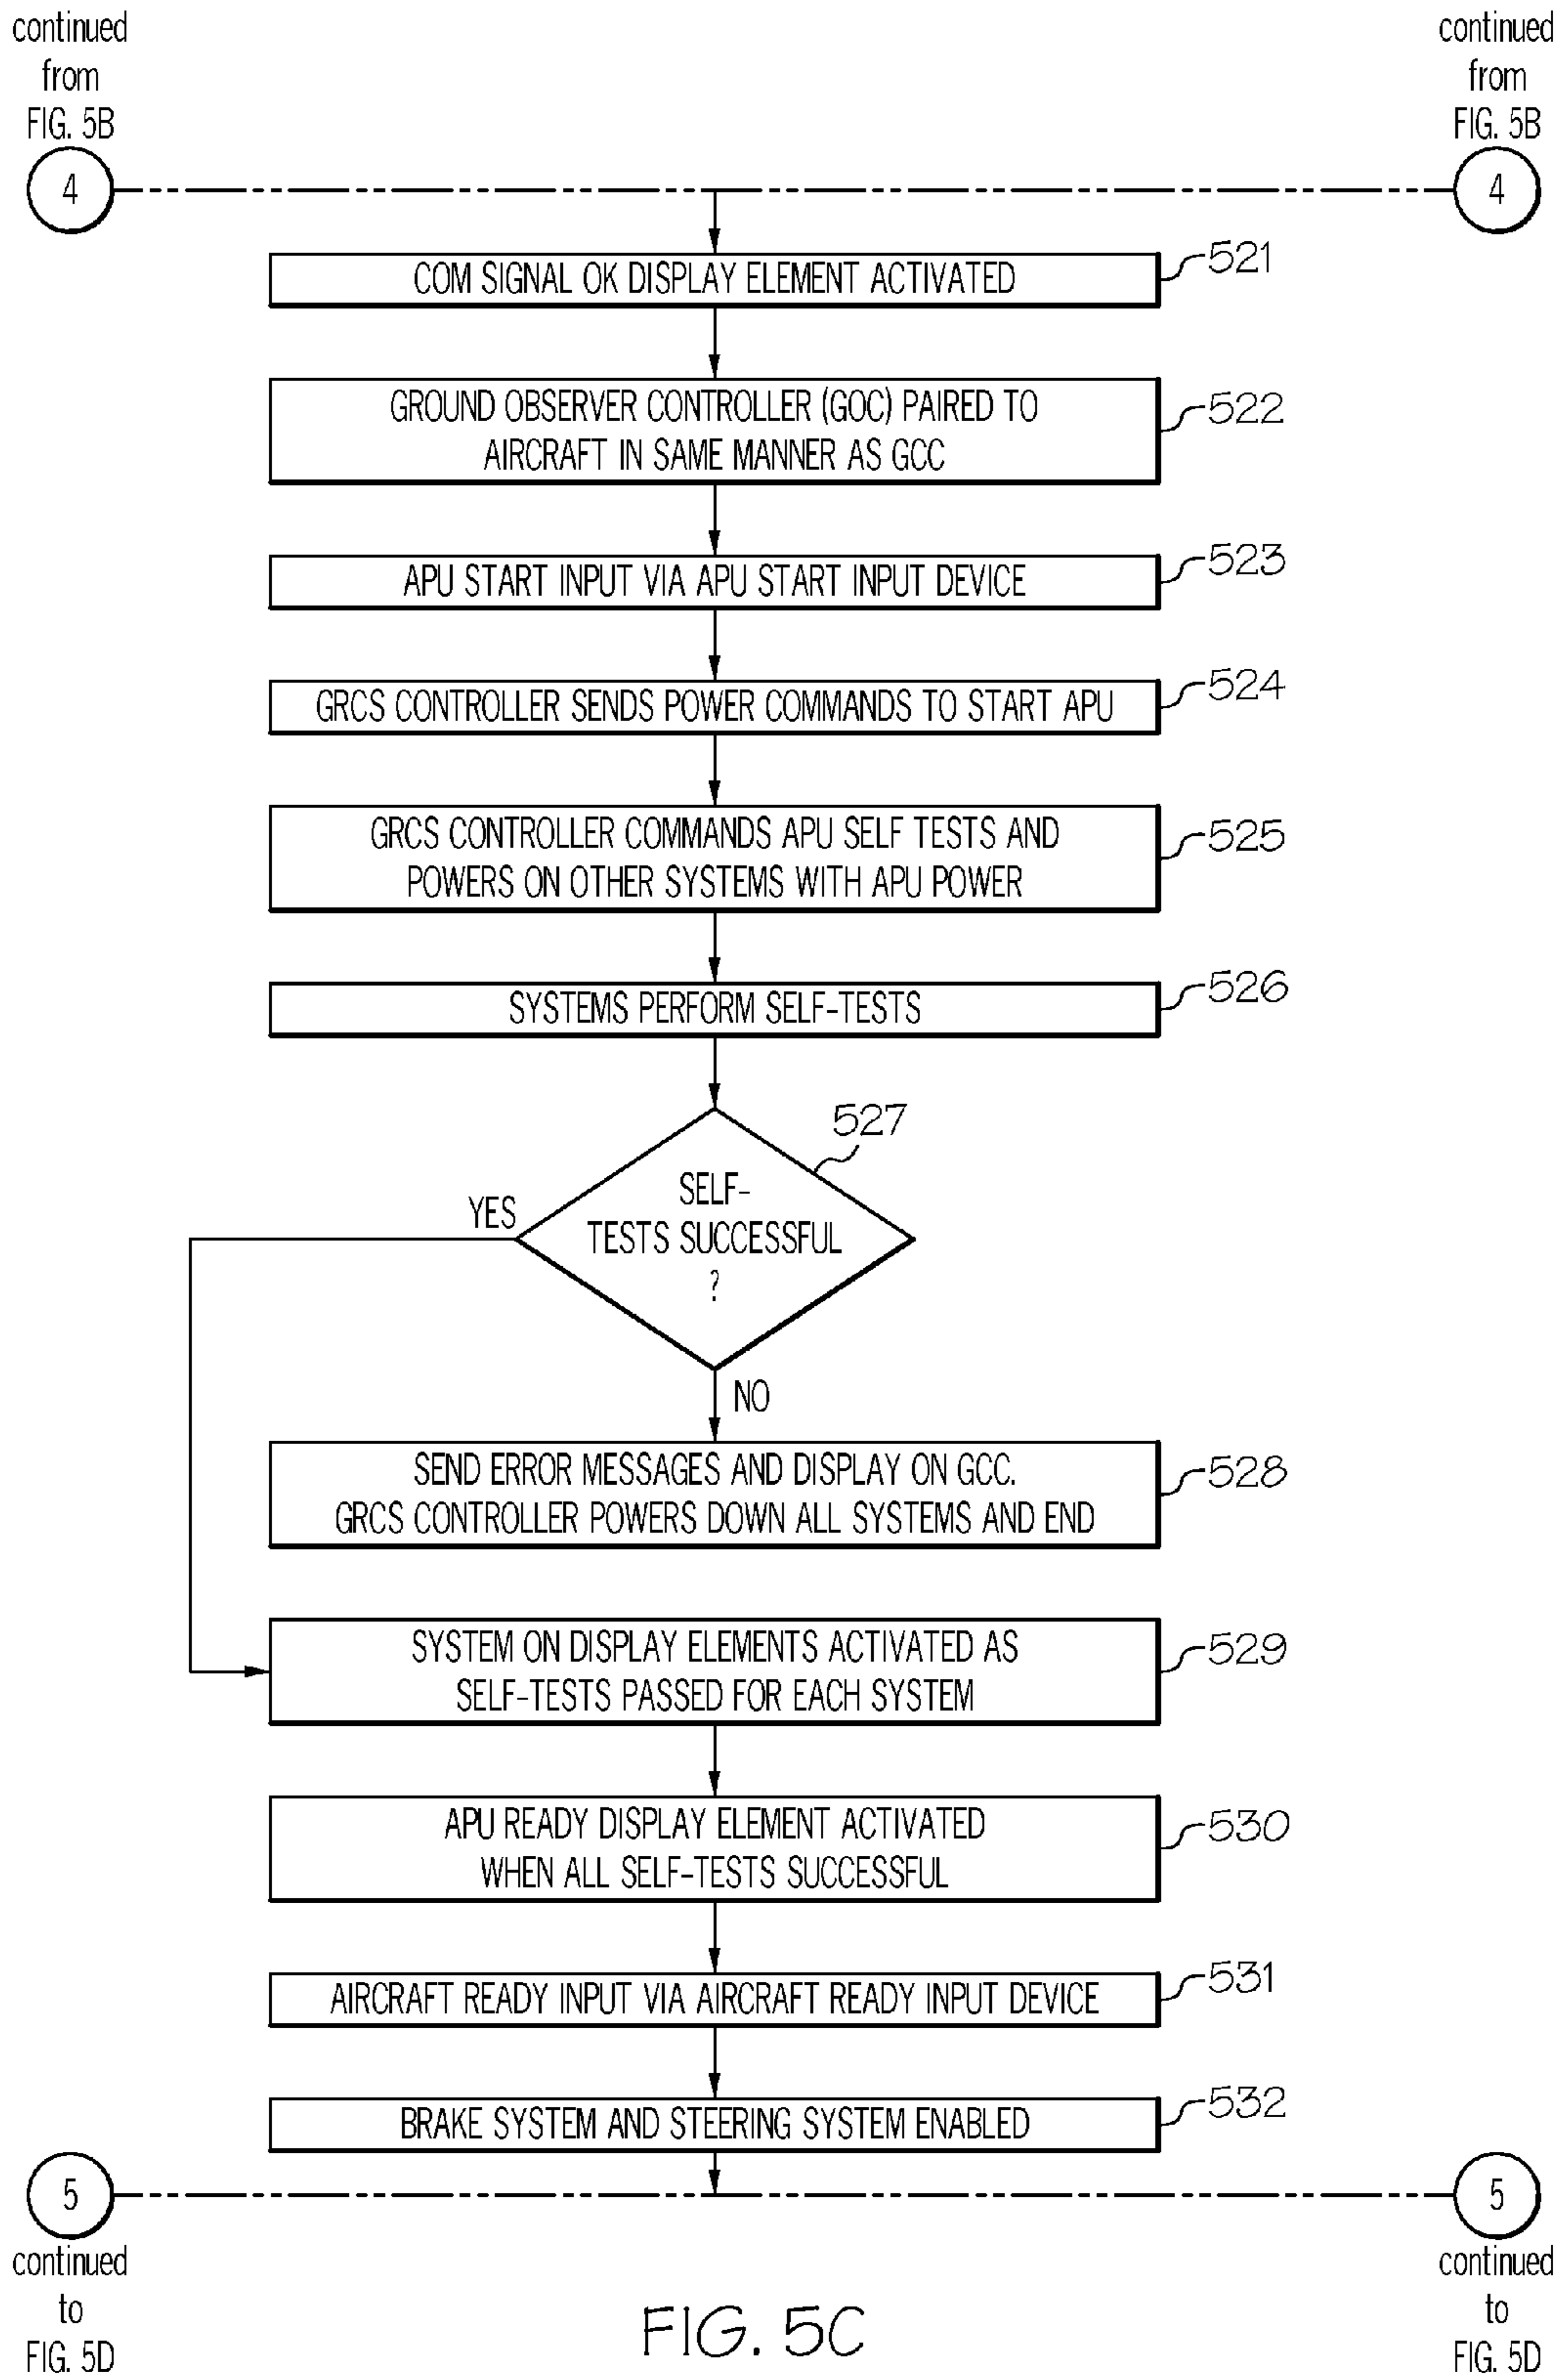 continued
from
FIG. 5B
continued
from
FIG. 5B
4
4
COM SIGNAL OK DISPLAY ELEMENT ACTIVATED
521
GROUND OBSERVER CONTROLLER (GOC) PAIRED TO
AIRCRAFT IN SAME MANNER AS GCC
522
APU START INPUT VIA APU START INPUT DEVICE
523
GRCS CONTROLLER SENDS POWER COMMANDS TO START APU
524
GRCS CONTROLLER COMMANDS APU SELF TESTS AND
POWERS ON OTHER SYSTEMS WITH APU POWER
525
SYSTEMS PERFORM SELF-TESTS
526
527
SELF-
TESTS SUCCESSFUL
?
YES
NO
SEND ERROR MESSAGES AND DISPLAY ON GCC.
GRCS CONTROLLER POWERS DOWN ALL SYSTEMS AND END
528
SYSTEM ON DISPLAY ELEMENTS ACTIVATED AS
SELF-TESTS PASSED FOR EACH SYSTEM
529
APU READY DISPLAY ELEMENT ACTIVATED
WHEN ALL SELF-TESTS SUCCESSFUL
530
AIRCRAFT READY INPUT VIA AIRCRAFT READY INPUT DEVICE
531
BRAKE SYSTEM AND STEERING SYSTEM ENABLED
532
5
5
continued
to
FIG. 5D
continued
to
FIG. 5D
FIG. 5C